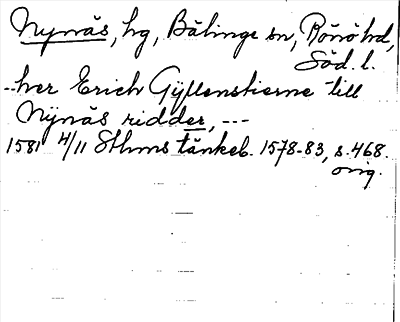 Nynäs, hg, Bälinge sn, Rönö hd,
Söd. l.
--her Erich Gyllenstierne till
Nynäs ridder, ---
1581 4/11 Sthms tänkeb. 1578-83, s. 468.
orig.